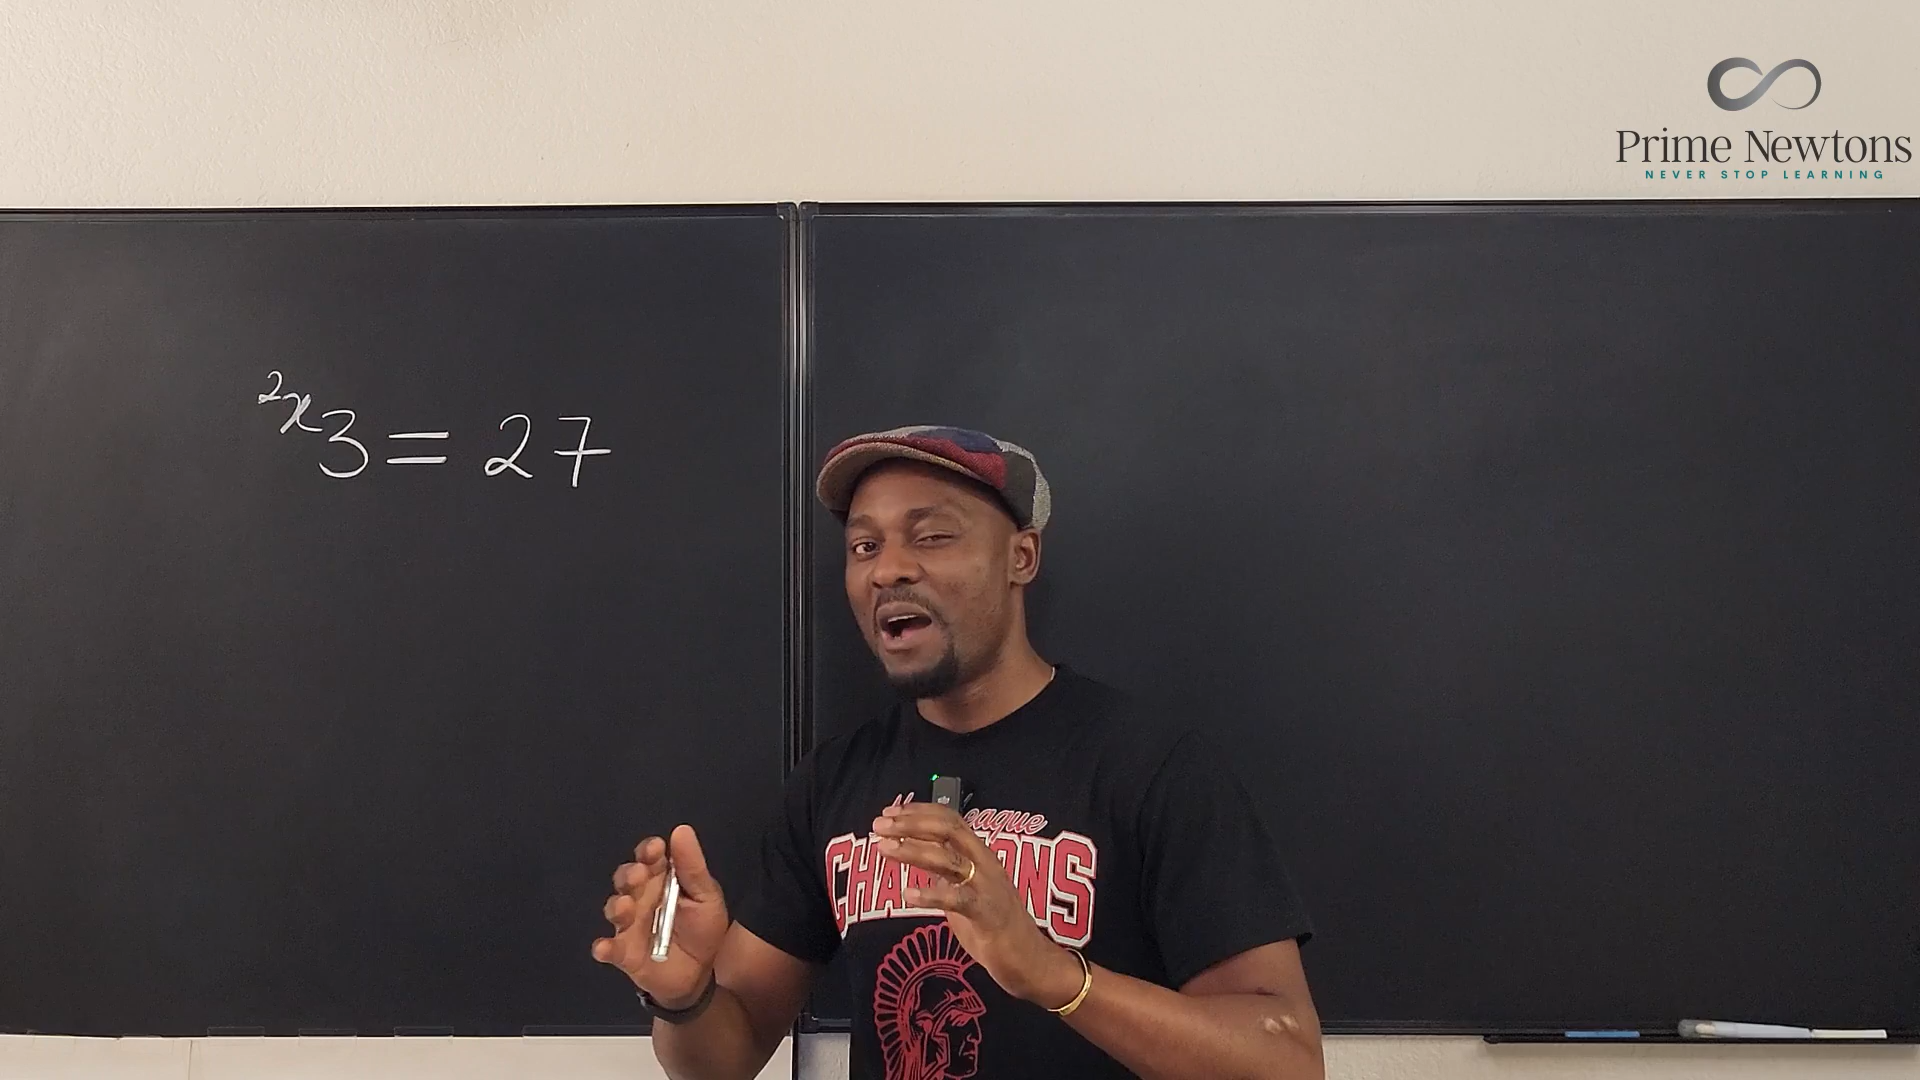 Prime Newtons
NEVER STOP LEARNING
²ˣ3 = 27
CHAMPIONS